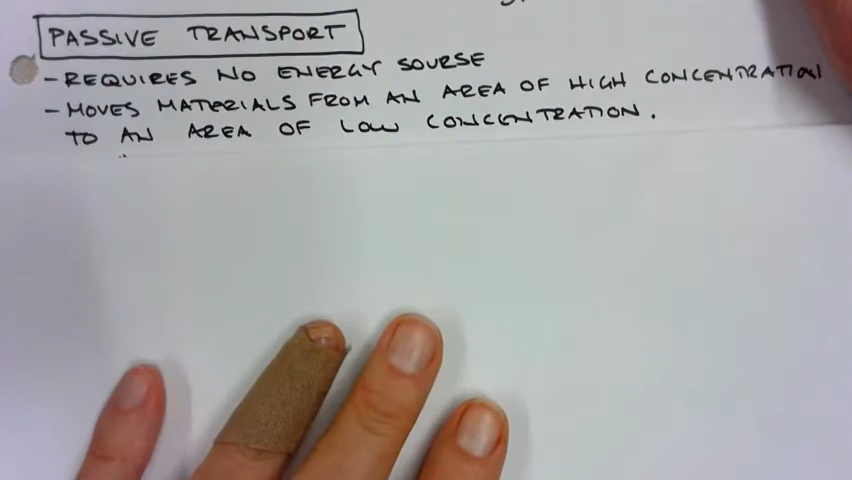 PASSIVE TRANSPORT
- REQUIRES NO ENERGY SOURSE
- MOVES MATERIALS FROM AN AREA OF HIGH CONCENTRATION
TO AN AREA OF LOW CONCENTRATION.